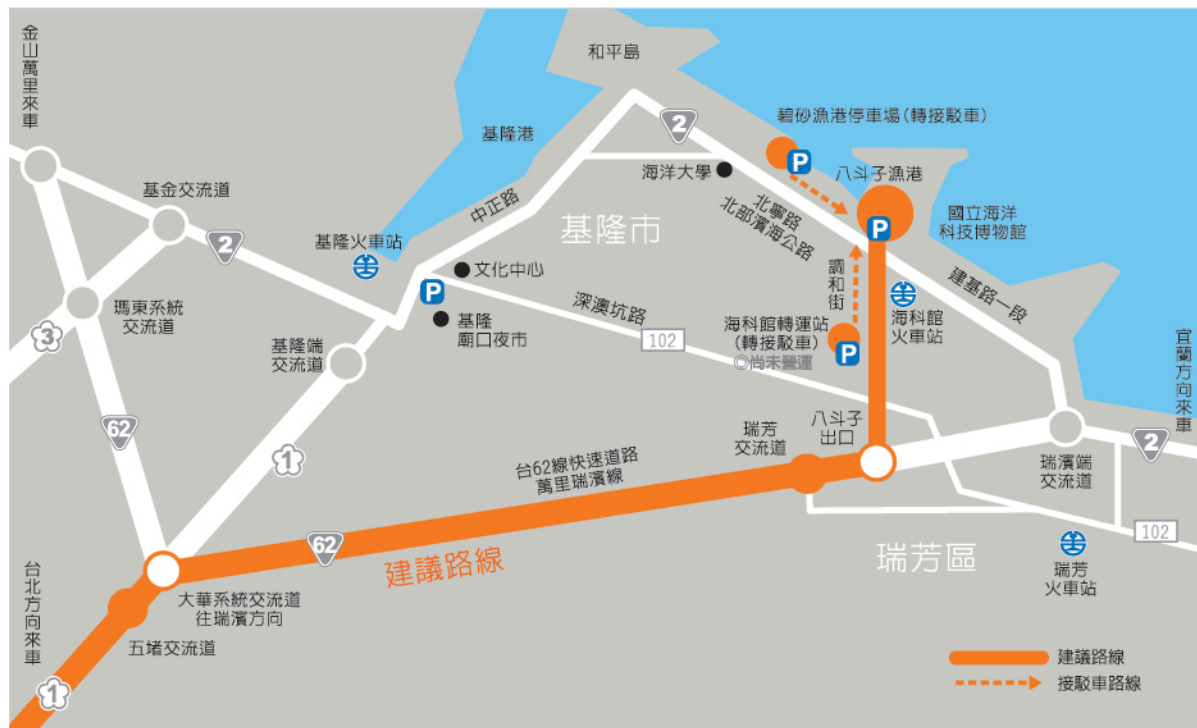 金山萬里來車
和平島
2
碧砂漁港停車場(轉接駁車)
P
基隆港
海洋大學
八斗子漁港
P
基金交流道
中正路
北寧路
北部濱海公路
國立海洋
科技博物館
基隆市
2
基隆火車站
文化中心
調和街
建基路一段
P
深澳坑路
瑪東系統
交流道
3
基隆
廟口夜市
102
海科館轉運站
(轉接駁車)
◎尚未營運
P
海科館
火車站
基隆端
交流道
宜蘭方向來車
62
1
八斗子
出口
瑞芳
交流道
2
台62線快速道路
萬里瑞濱線
瑞濱端
交流道
62
建議路線
102
瑞芳區
瑞芳
火車站
台北方向來車
大華系統交流道
往瑞濱方向
五堵交流道
1
建議路線
接駁車路線